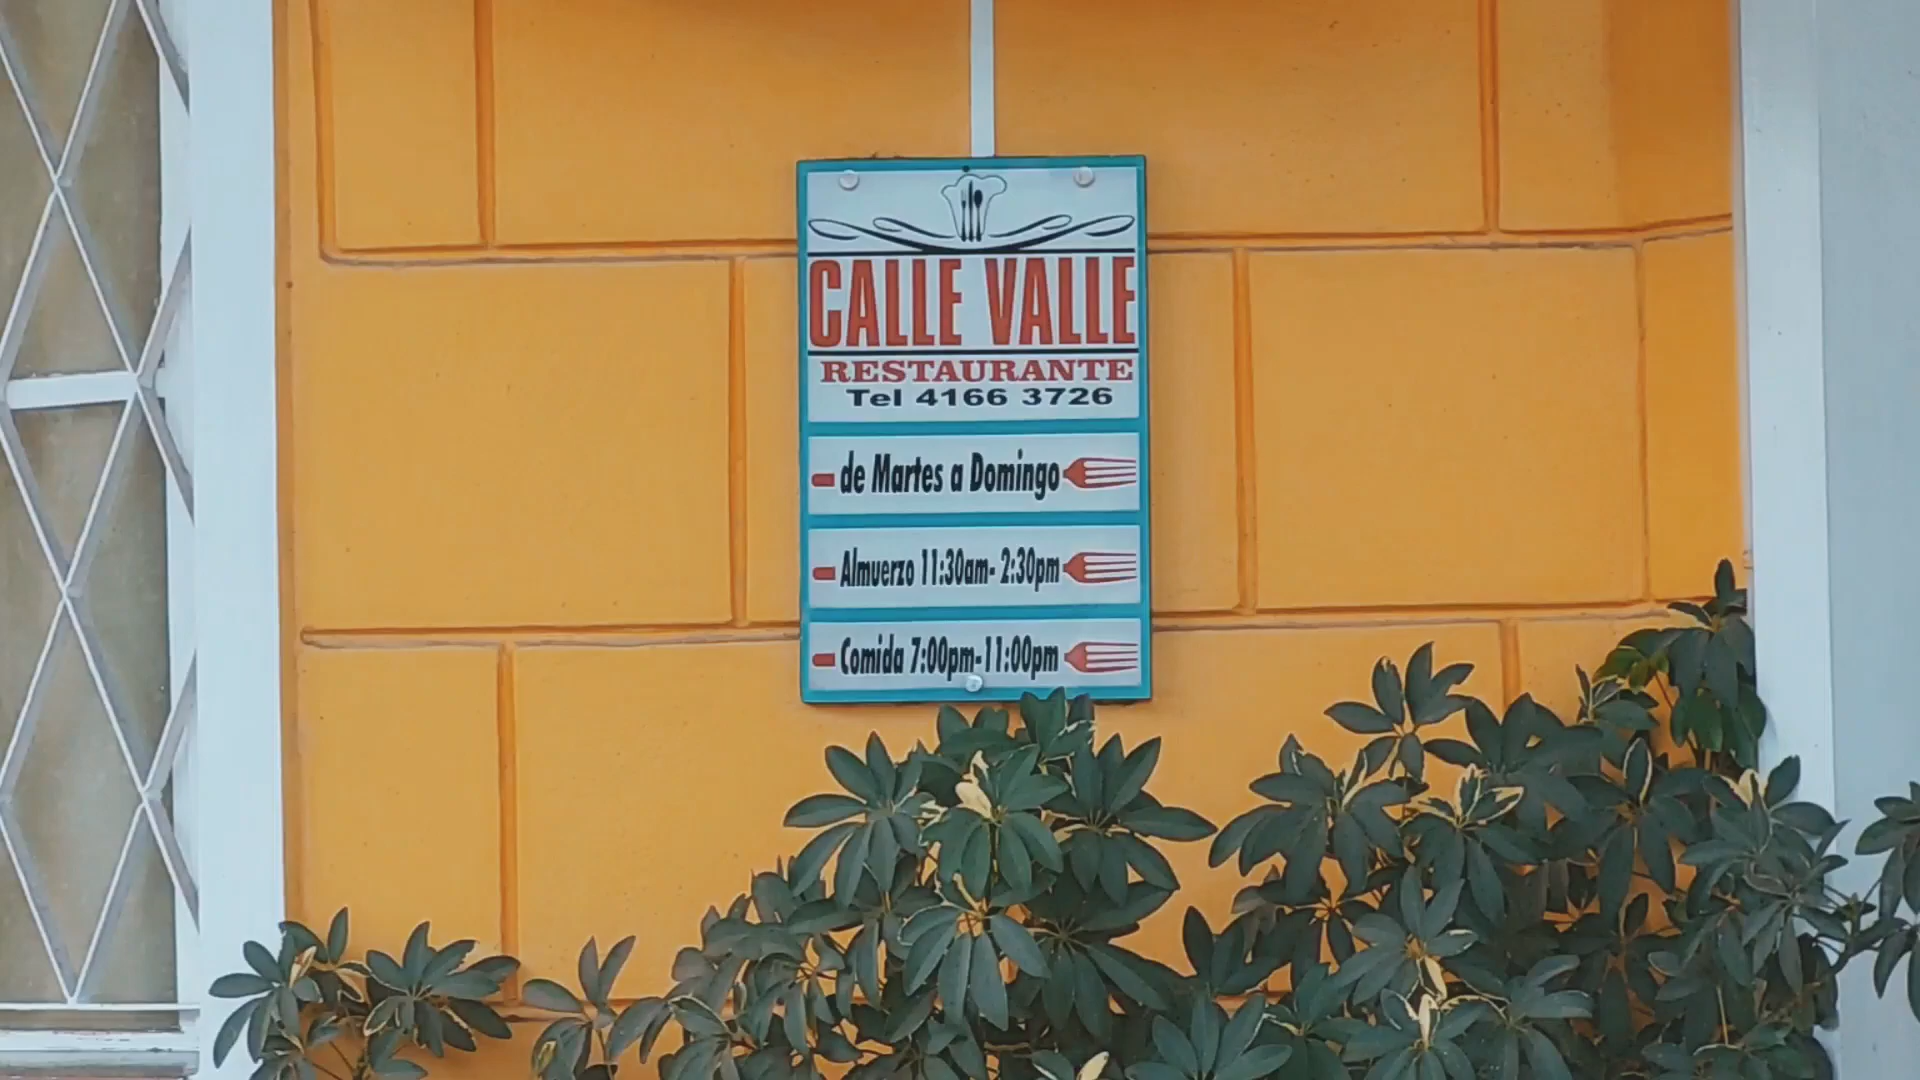 CALLE VALLE
RESTAURANTE
Tel 4166 3726
de Martes a Domingo
Almuerzo 11:30am- 2:30pm
Comida 7:00pm-11:00pm